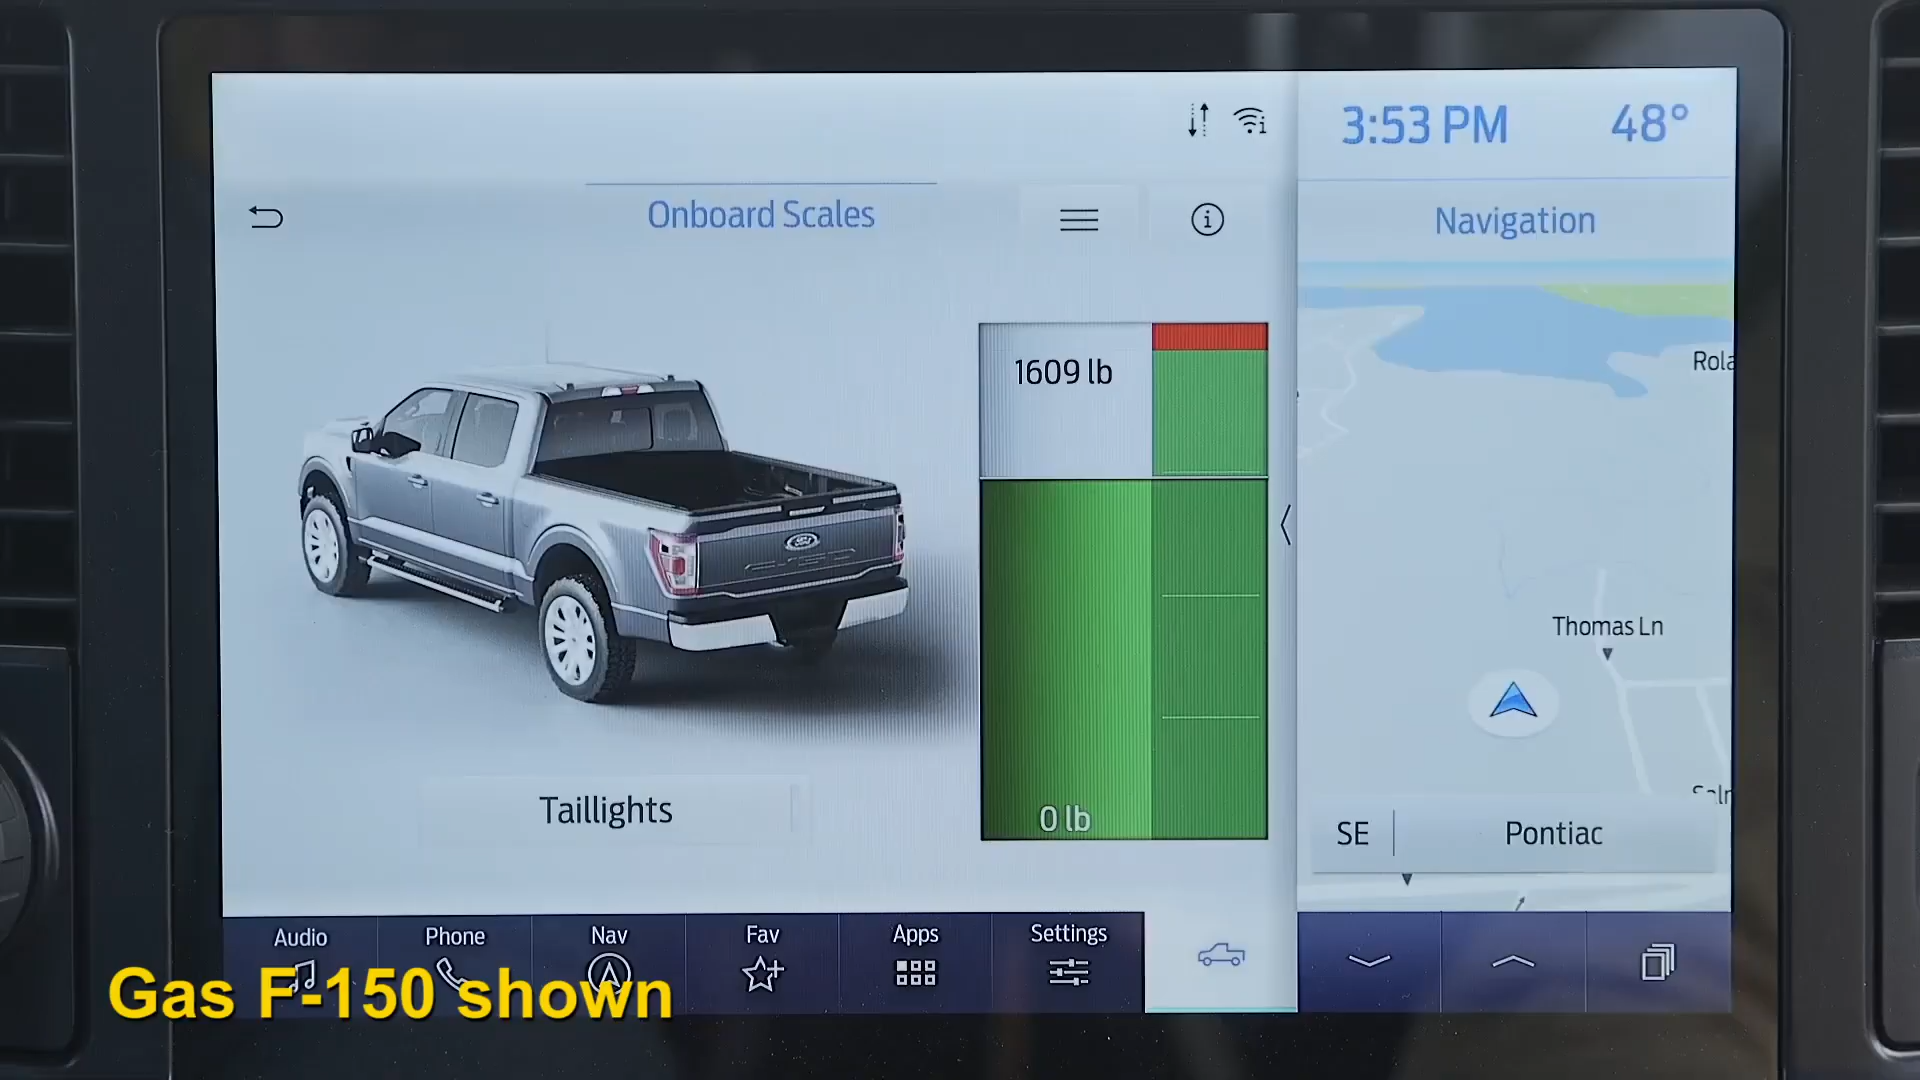 3:53 PM 48°
Onboard Scales
Navigation
1609 lb
Rola
Thomas Ln
0 lb
Taillights
SE Pontiac
Audio Phone Nav Fav Apps Settings
Gas F-150 shown